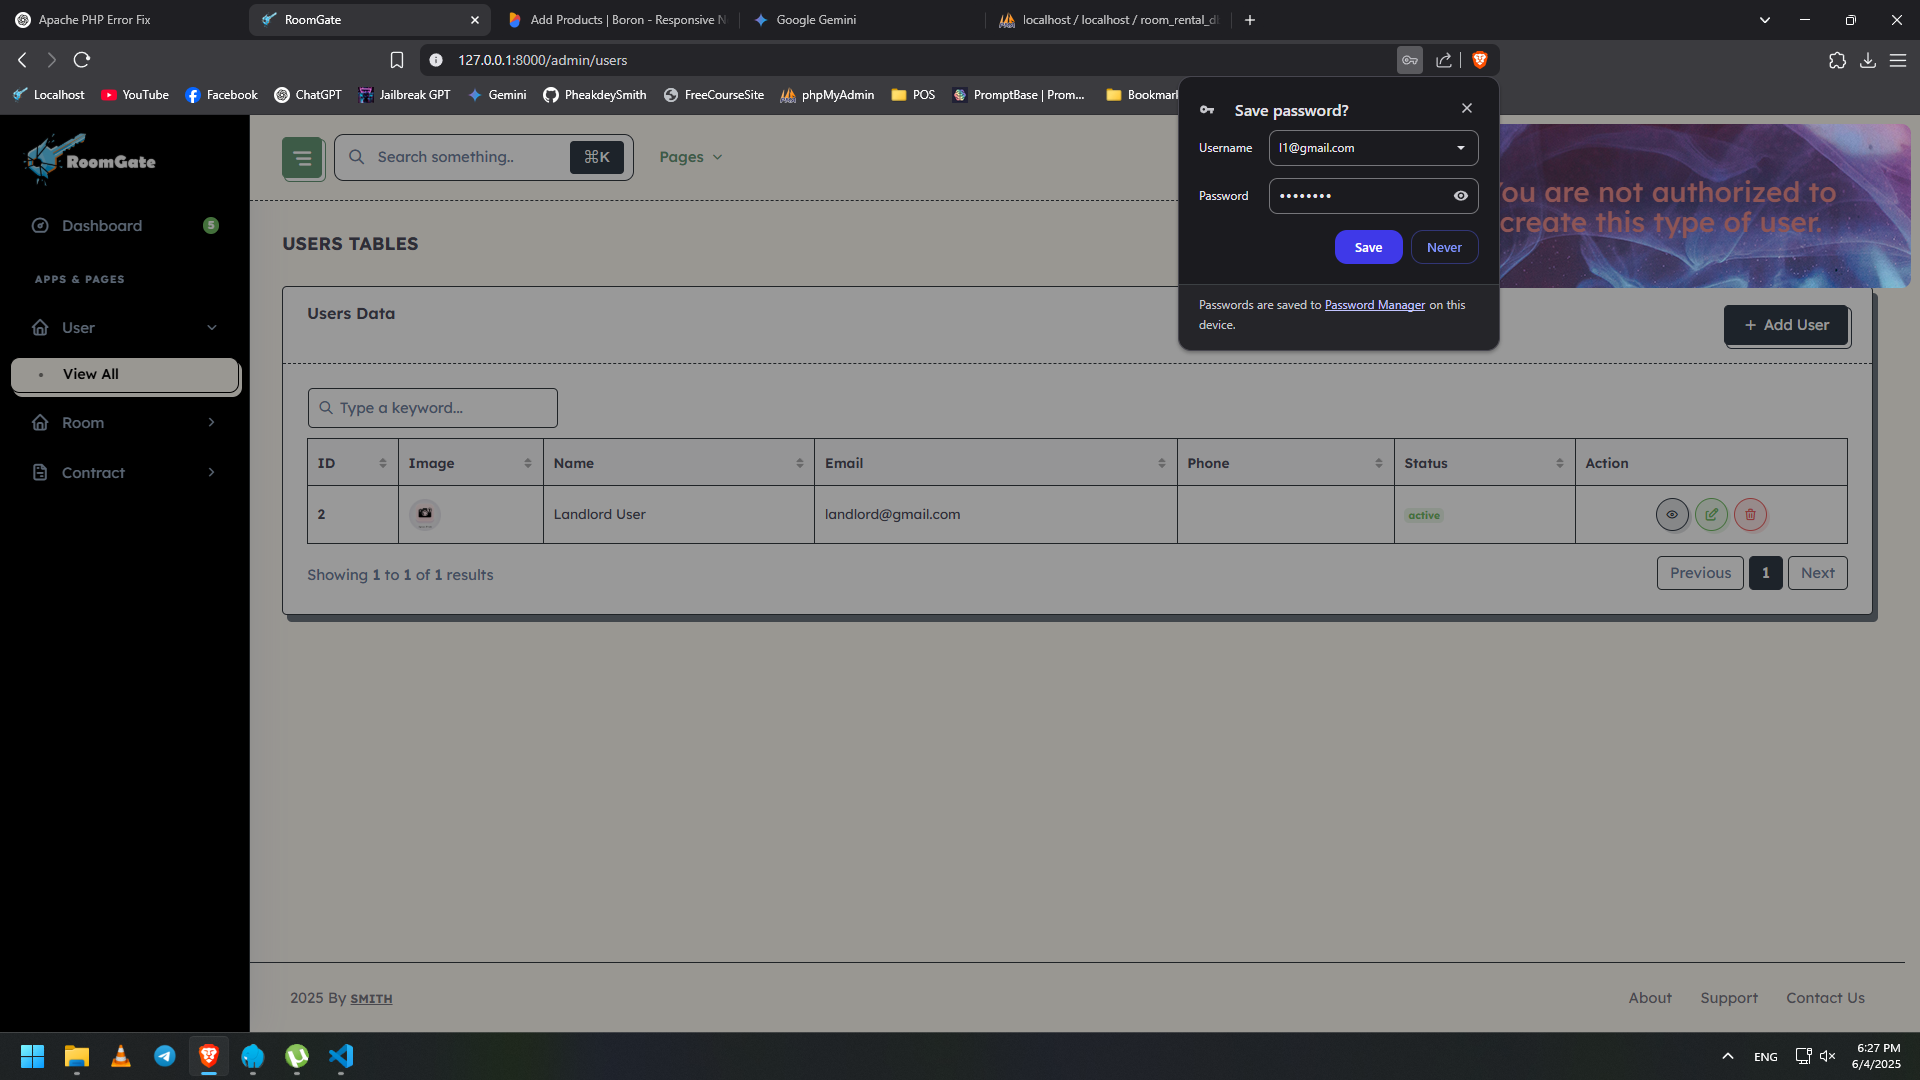 Apache PHP Error Fix
RoomGate
Add Products | Boron - Responsive N
Google Gemini
localhost / localhost / room_rental_d
127.0.0.1:8000/admin/users
Localhost
YouTube
Facebook
ChatGPT
Jailbreak GPT
Gemini
PheakdeySmith
FreeCourseSite
phpMyAdmin
POS
PromptBase | Prom...
Bookmark
Save password?
Username
l1@gmail.com
Password
••••••••
Save
Never
Passwords are saved to Password Manager on this
device.
RoomGate
Search something..
⌘K
Pages
You are not authorized to
create this type of user.
Dashboard
5
APPS & PAGES
User
View All
Room
Contract
USERS TABLES
Users Data
+ Add User
Type a keyword...
ID Image Name Email Phone Status Action
2 Landlord User landlord@gmail.com active
Showing 1 to 1 of 1 results
Previous 1 Next
2025 By SMITH
About Support Contact Us
ENG
6:27 PM
6/4/2025